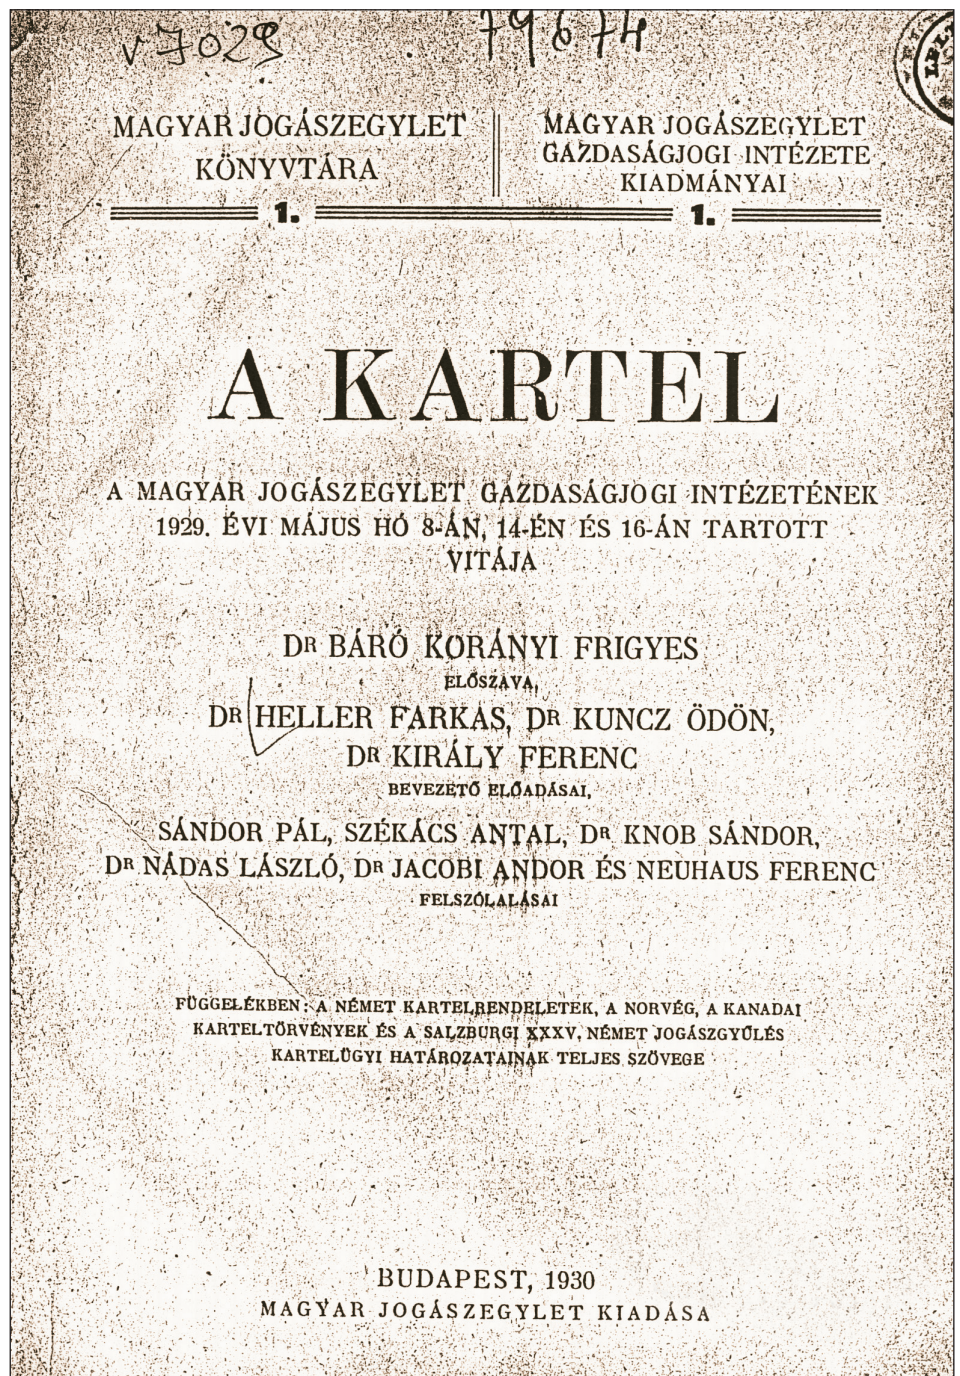 v7029
79674
MAGYAR JOGÁSZEGYLET
KÖNYVTÁRA
1.
MAGYAR JOGÁSZEGYLET
GAZDASÁGJOGI INTÉZETE
KIADMÁNYAI
1.
A KARTEL
A MAGYAR JOGÁSZEGYLET GAZDASÁGJOGI INTÉZETÉNEK
1929. ÉVI MÁJUS HÓ 8-ÁN, 14-ÉN ÉS 16-ÁN TARTOTT
VITÁJA
DR BÁRÓ KORÁNYI FRIGYES
ELŐSZAVA,
DR HELLER FARKAS, DR KUNCZ ÖDÖN,
DR KIRÁLY FERENC
BEVEZETŐ ELŐADÁSAI,
SÁNDOR PÁL, SZÉKÁCS ANTAL, DR KNOB SÁNDOR,
DR NÁDAS LÁSZLÓ, DR JACOBI ANDOR ÉS NEUHAUS FERENC
FELSZÓLALÁSAI
FÜGGELÉKBEN: A NÉMET KARTELRENDELETEK, A NORVÉG, A KANADAI
KARTELTÖRVÉNYEK ÉS A SALZBURGI XXXV. NÉMET JOGÁSZGYŰLÉS
KARTELÜGYI HATÁROZATAINAK TELJES SZÖVEGE
BUDAPEST, 1930
MAGYAR JOGÁSZEGYLET KIADÁSA